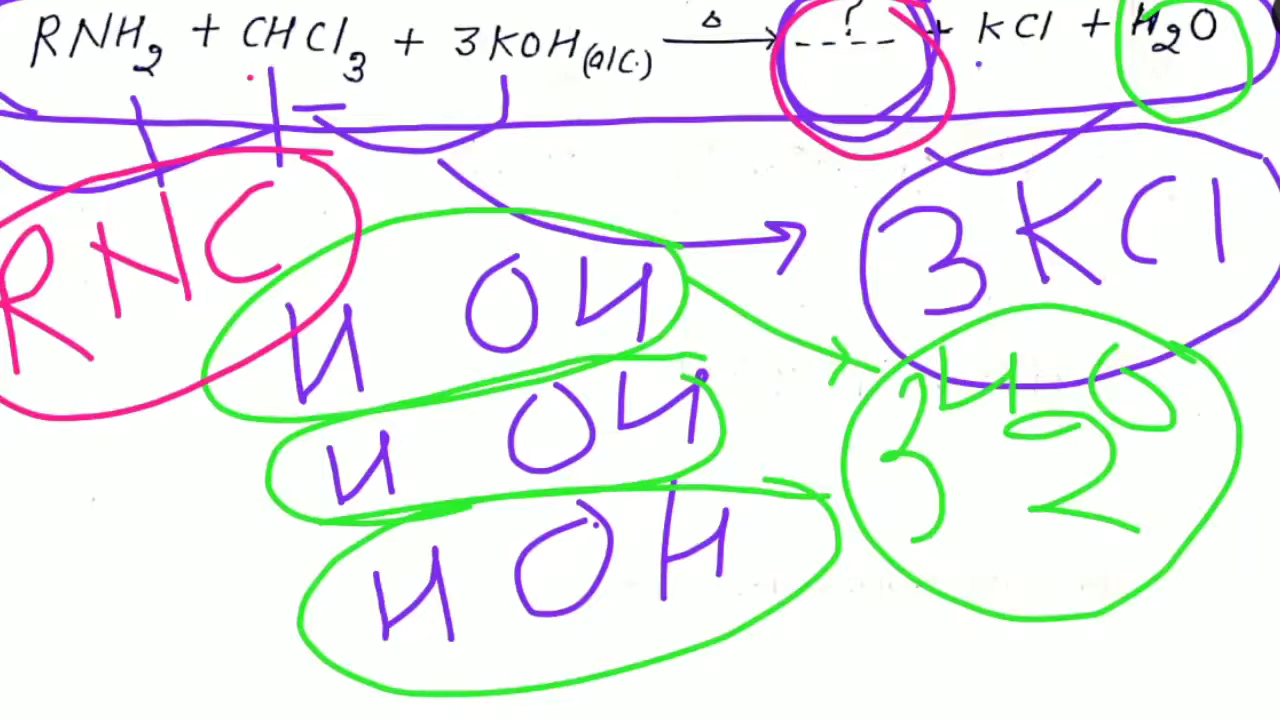 RNH2 + CHCl3 + 3KOH(alc.) Δ → ----?---- + KCl + H2O
RNC
3KCl
H OH
3H2O
H OH
H OH